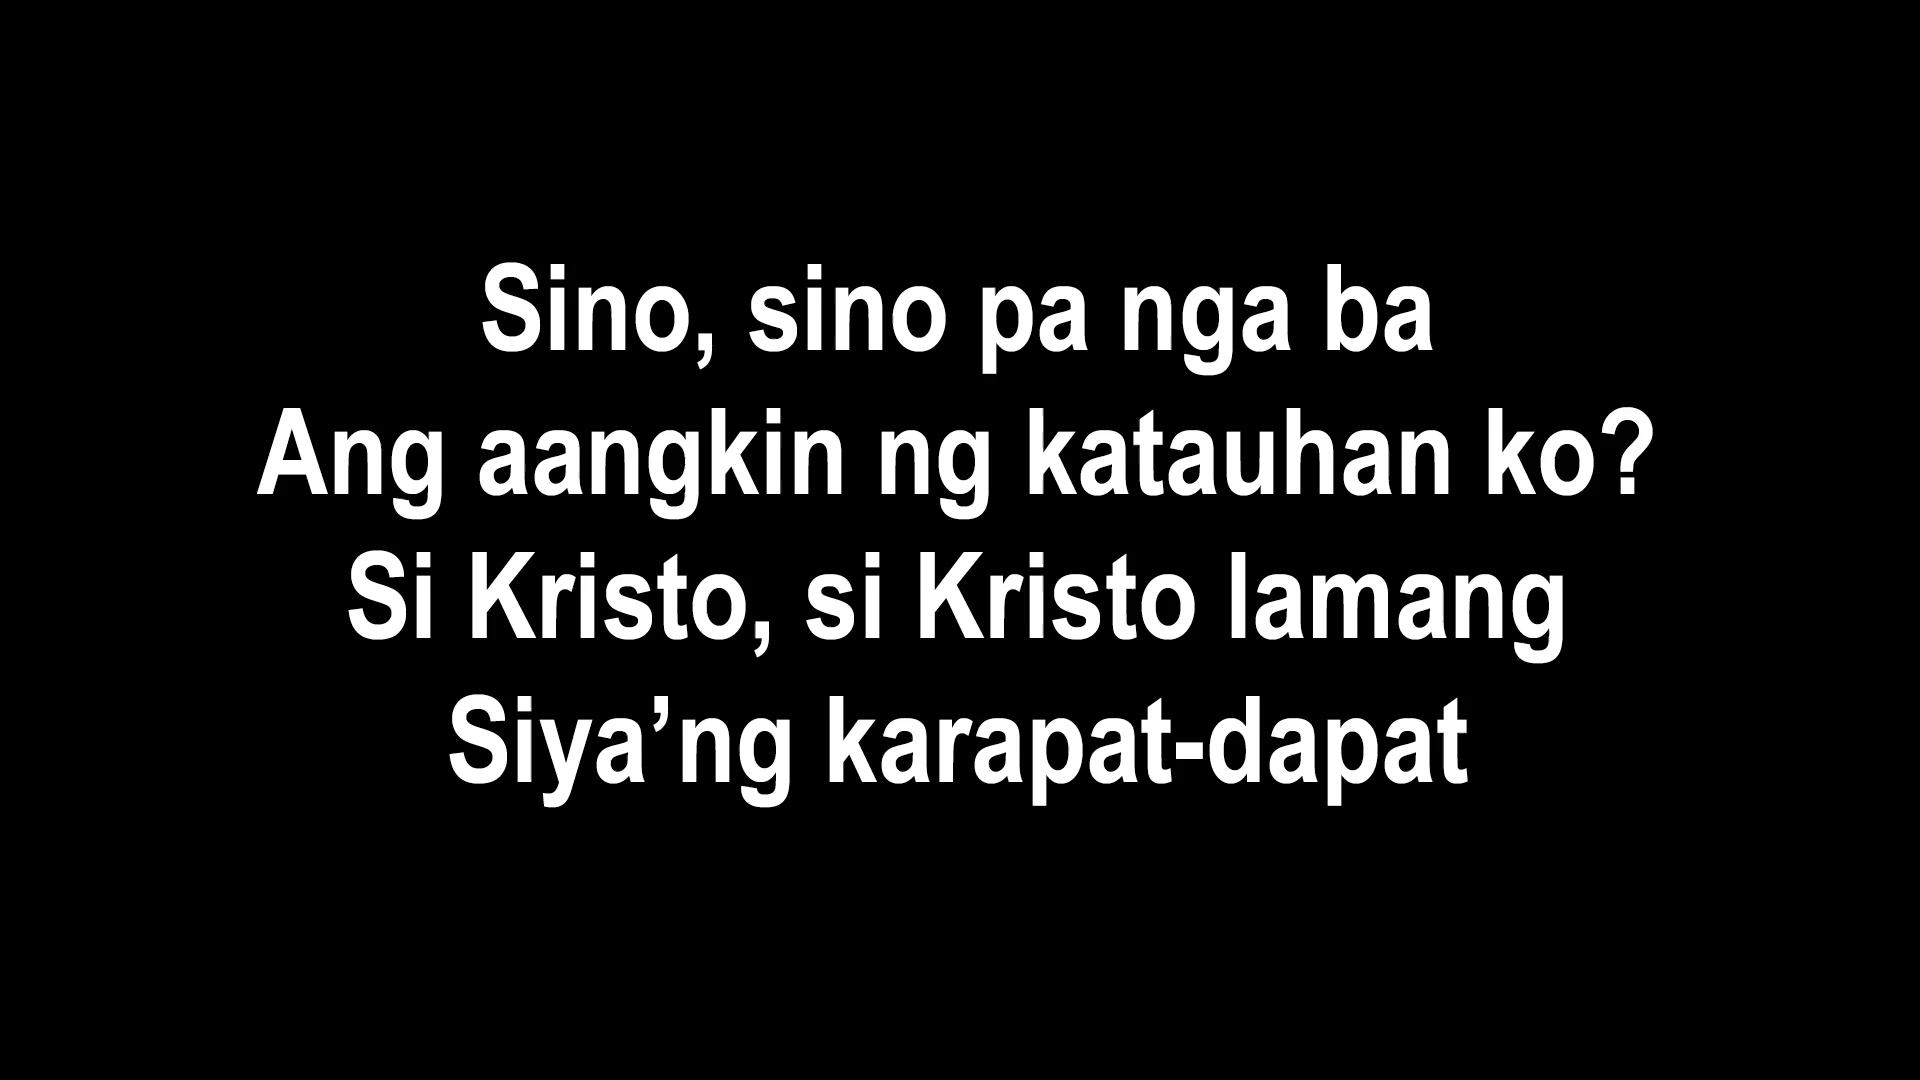 Sino, sino pa nga ba
Ang aangkin ng katauhan ko?
Si Kristo, si Kristo lamang
Siya’ng karapat-dapat